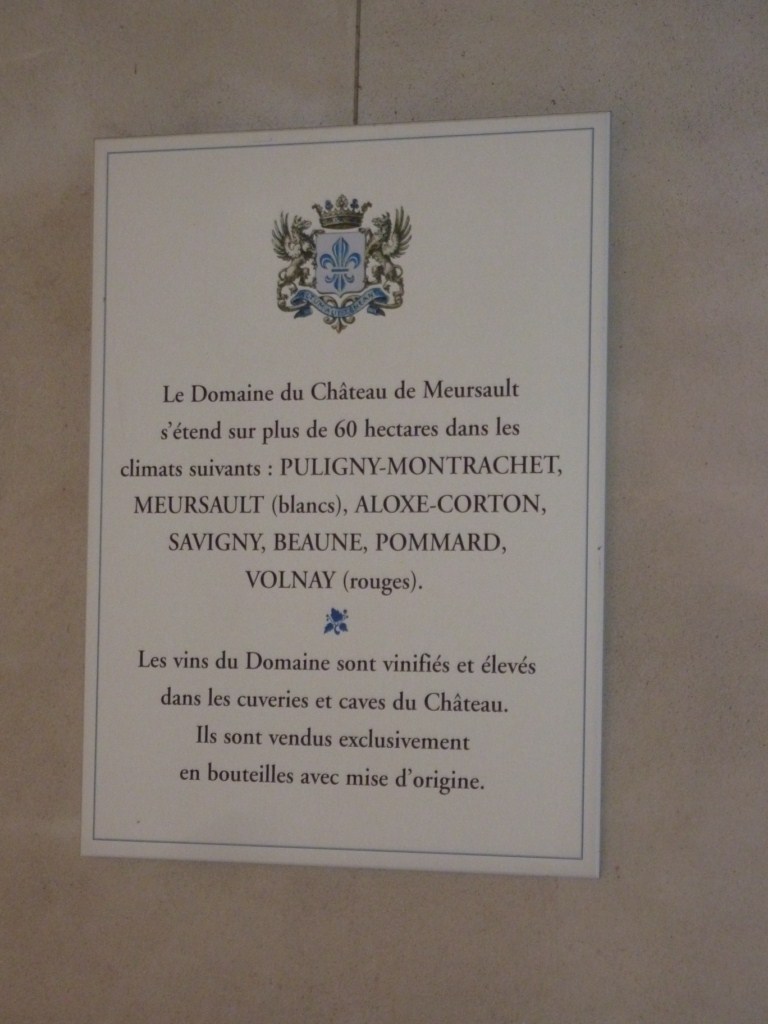 Le Domaine du Château de Meursault
s'étend sur plus de 60 hectares dans les
climats suivants : PULIGNY-MONTRACHET,
MEURSAULT (blancs), ALOXE-CORTON,
SAVIGNY, BEAUNE, POMMARD,
VOLNAY (rouges).
Les vins du Domaine sont vinifiés et élevés
dans les cuveries et caves du Château.
Ils sont vendus exclusivement
en bouteilles avec mise d'origine.